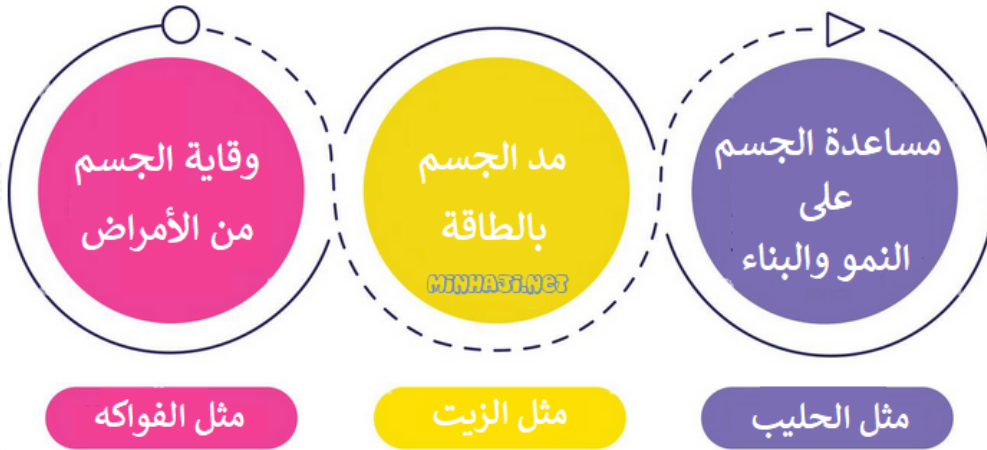 مساعدة الجسم
على
النمو والبناء
مثل الحليب
مد الجسم
بالطاقة
MiNHAJi.NET
مثل الزيت
وقاية الجسم
من الأمراض
مثل الفواكه